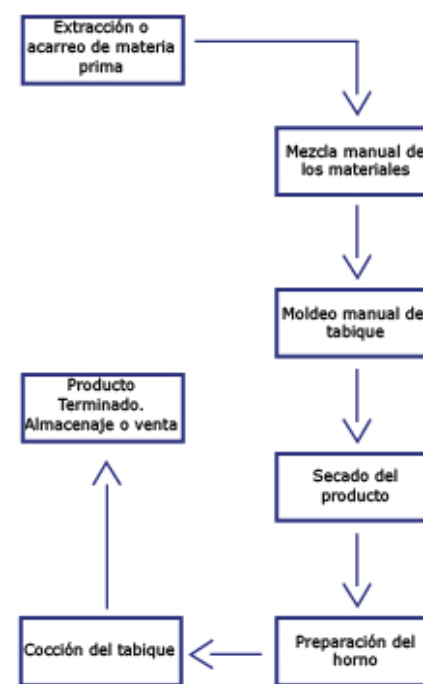 Extracción o
acarreo de materia
prima
Mezcla manual de
los materiales
Moldeo manual de
tabique
Secado del
producto
Preparación del
horno
Cocción del tabique
Producto
Terminado.
Almacenaje o venta